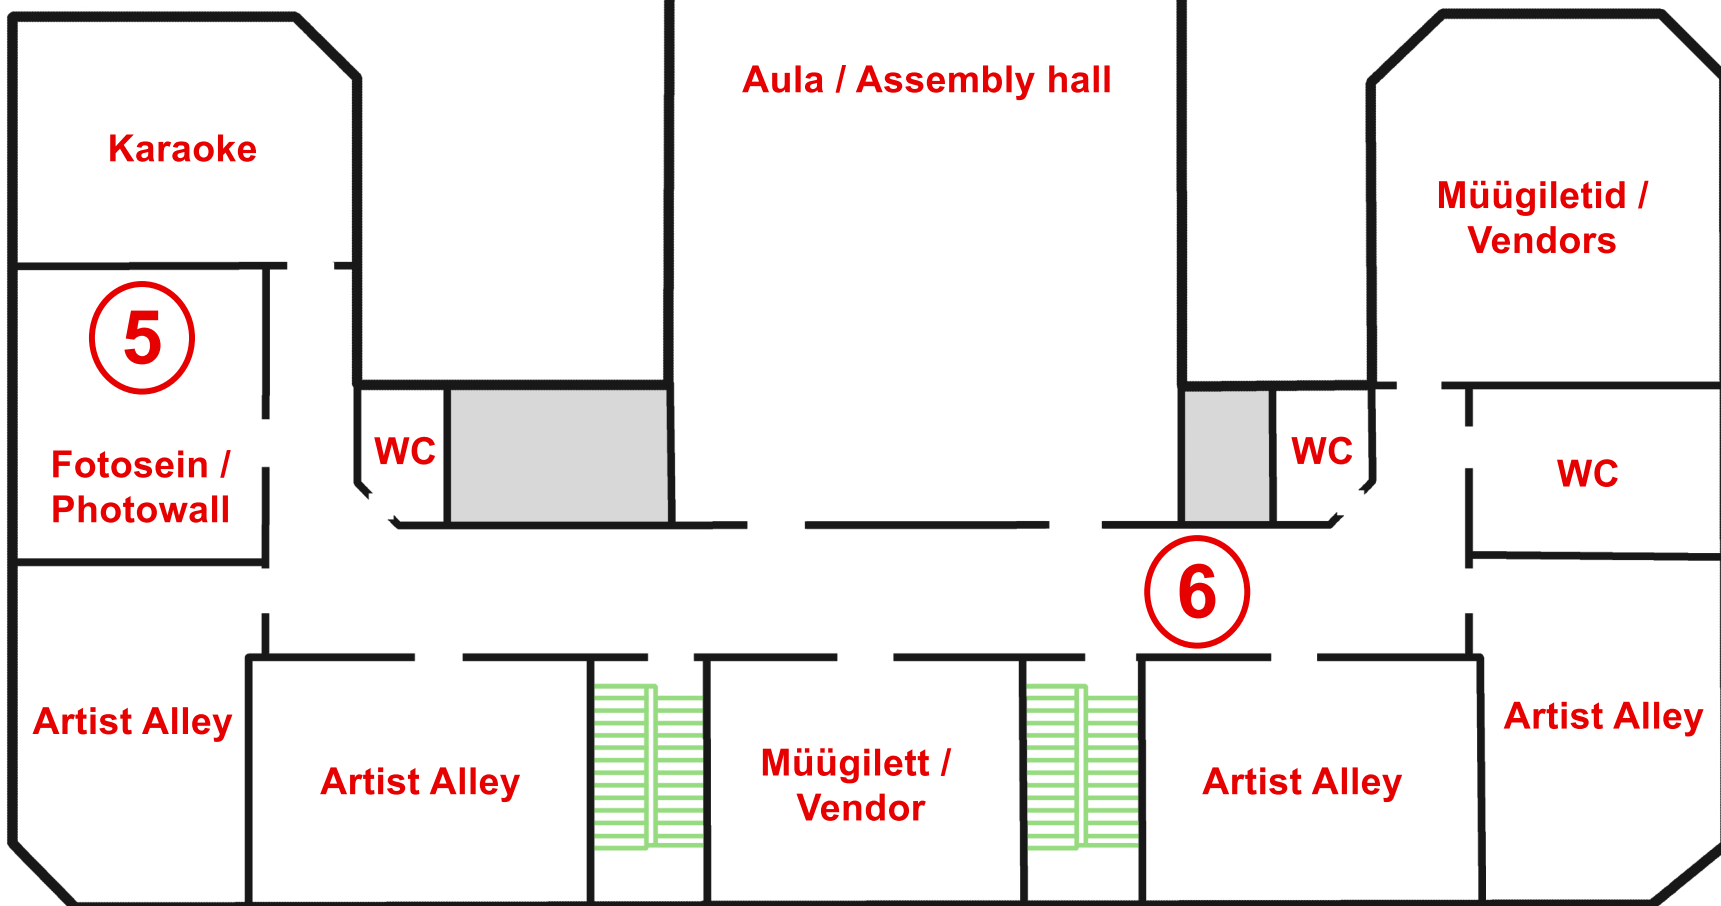 Aula / Assembly hall
Karaoke
Müügiletid /
Vendors
5
Fotosein /
Photowall
WC
WC
WC
6
Artist Alley
Artist Alley
Müügilett /
Vendor
Artist Alley
Artist Alley